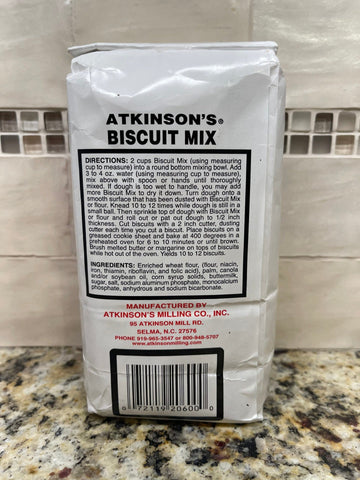 ATKINSON'S®
BISCUIT MIX
DIRECTIONS: 2 cups Biscuit Mix (using measuring
cup to measure) into a round bottom mixing bowl. Add
3 to 4 oz. water (using measuring cup to measure),
mix above with spoon or hands until thoroughly
mixed. If dough is too wet to handle, you may add
more Biscuit Mix to dry it down. Turn dough onto a
smooth surface that has been dusted with Biscuit Mix
or flour. Knead 10 to 12 times while dough is still in a
small ball. Then sprinkle top of dough with Biscuit Mix
or flour and roll out or pat out dough to 1/2 inch
thickness. Cut biscuits with a 2 inch cutter, dusting
cutter each time you cut a biscuit. Place biscuits on a
greased cookie sheet and bake at 400 degrees in a
preheated oven for 6 to 10 minutes or until brown.
Brush melted butter or margarine on tops of biscuits
while hot out of the oven. Yields 10 to 12 biscuits.
INGREDIENTS: Enriched wheat flour, (flour, niacin,
iron, thiamin, riboflavin, and folic acid), palm, canola
and/or soybean oil, corn syrup solids, buttermilk,
sugar, salt, sodium aluminum phosphate, monocalcium
phosphate, anhydrous and sodium bicarbonate.
MANUFACTURED BY
ATKINSON'S MILLING CO., INC.
95 ATKINSON MILL RD.
SELMA, N.C. 27576
PHONE 919-965-3547 or 800-948-5707
www.atkinsonmilling.com
0 72119 20600 0